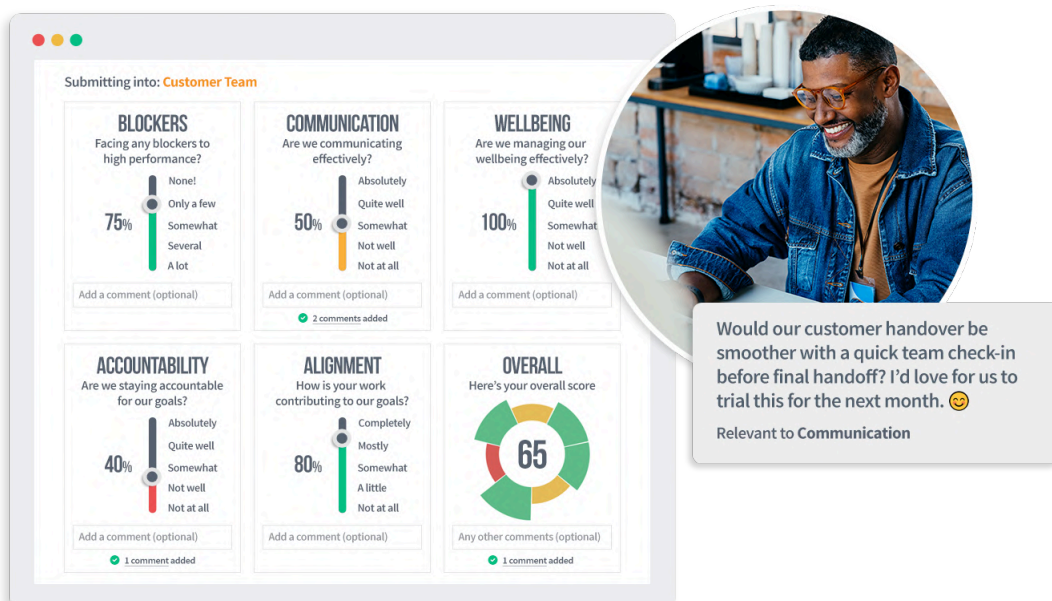 Submitting into: Customer Team
BLOCKERS
Facing any blockers to
high performance?
None!
Only a few
75%
Somewhat
Several
A lot
Add a comment (optional)
COMMUNICATION
Are we communicating
effectively?
Absolutely
Quite well
50%
Somewhat
Not well
Not at all
Add a comment (optional)
2 comments added
WELLBEING
Are we managing our
wellbeing effectively?
Absolutely
Quite well
100%
Somewhat
Not well
Not at all
Add a comment (optional)
ACCOUNTABILITY
Are we staying accountable
for our goals?
Absolutely
Quite well
40%
Somewhat
Not well
Not at all
Add a comment (optional)
1 comment added
ALIGNMENT
How is your work
contributing to our goals?
Completely
Mostly
80%
Somewhat
A little
Not at all
Add a comment (optional)
OVERALL
Here's your overall score
65
Any other comments (optional)
1 comment added
Would our customer handover be
smoother with a quick team check-in
before final handoff? I'd love for us to
trial this for the next month. 😊
Relevant to Communication